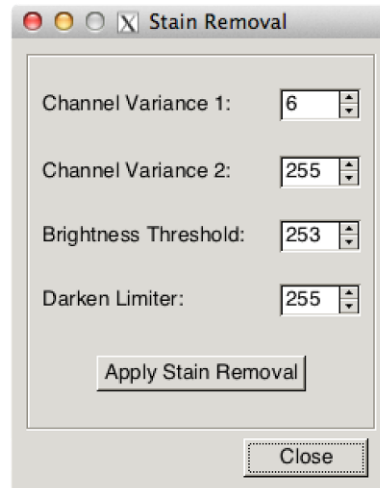 Stain Removal
Channel Variance 1: 6
Channel Variance 2: 255
Brightness Threshold: 253
Darken Limiter: 255
Apply Stain Removal
Close